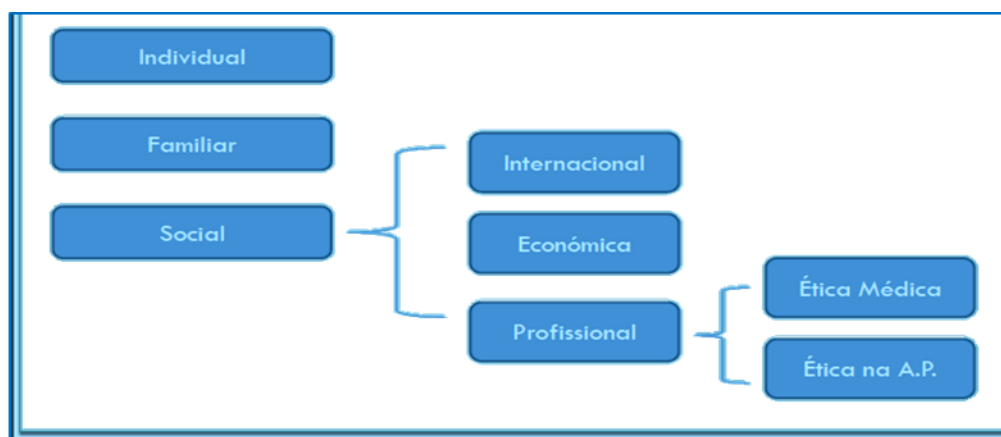 Individual
Familiar
Social
Internacional
Económica
Profissional
Ética Médica
Ética na A.P.